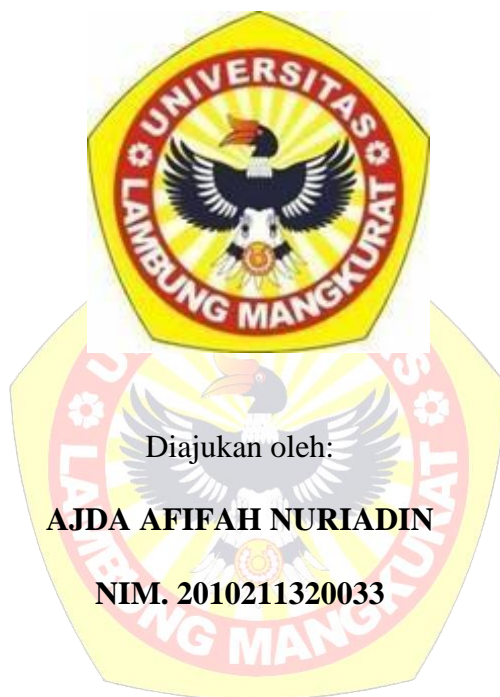 UNIVERSITAS
LAMBUNG MANGKURAT
Diajukan oleh:
AJDA AFIFAH NURIADIN
NIM. 2010211320033